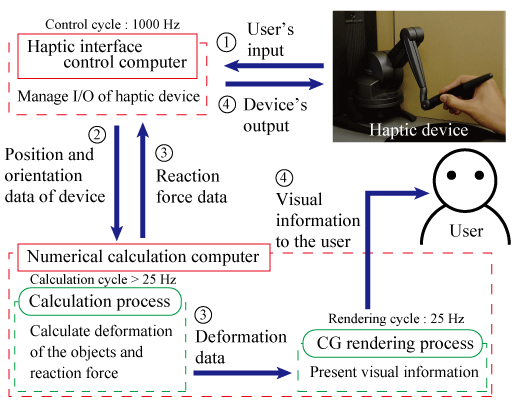 Control cycle : 1000 Hz
Haptic interface
control computer
Manage I/O of haptic device
① User's
input
④ Device's
output
Haptic device
②
Position and
orientation
data of device
③
Reaction
force data
④
Visual
information
to the user
User
Numerical calculation computer
Calculation cycle > 25 Hz
Calculation process
Calculate deformation
of the objects and
reaction force
③
Deformation
data
Rendering cycle : 25 Hz
CG rendering process
Present visual information